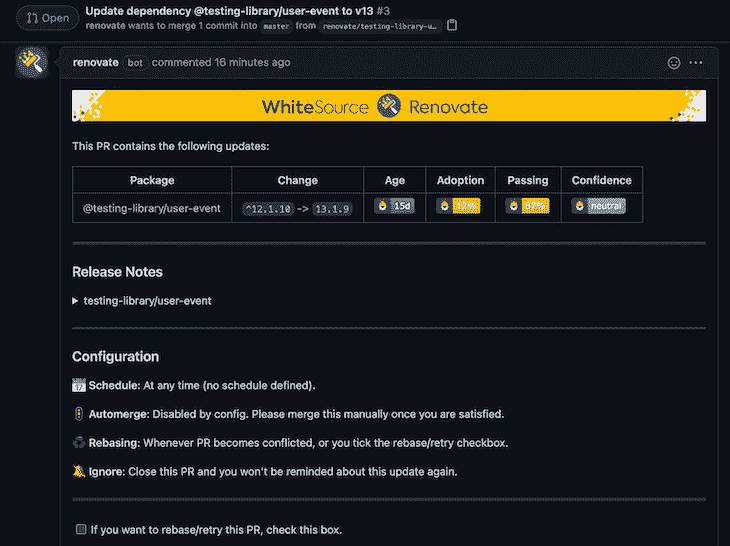 Open
Update dependency @testing-library/user-event to v13 #3
renovate wants to merge 1 commit into master from renovate/testing-library-u…
renovate bot commented 16 minutes ago
WhiteSource Renovate
This PR contains the following updates:
Package Change Age Adoption Passing Confidence
@testing-library/user-event ^12.1.10 -> 13.1.9 15d 12% 87% neutral
Release Notes
testing-library/user-event
Configuration
17 Schedule: At any time (no schedule defined).
Automerge: Disabled by config. Please merge this manually once you are satisfied.
Rebasing: Whenever PR becomes conflicted, or you tick the rebase/retry checkbox.
Ignore: Close this PR and you won't be reminded about this update again.
If you want to rebase/retry this PR, check this box.